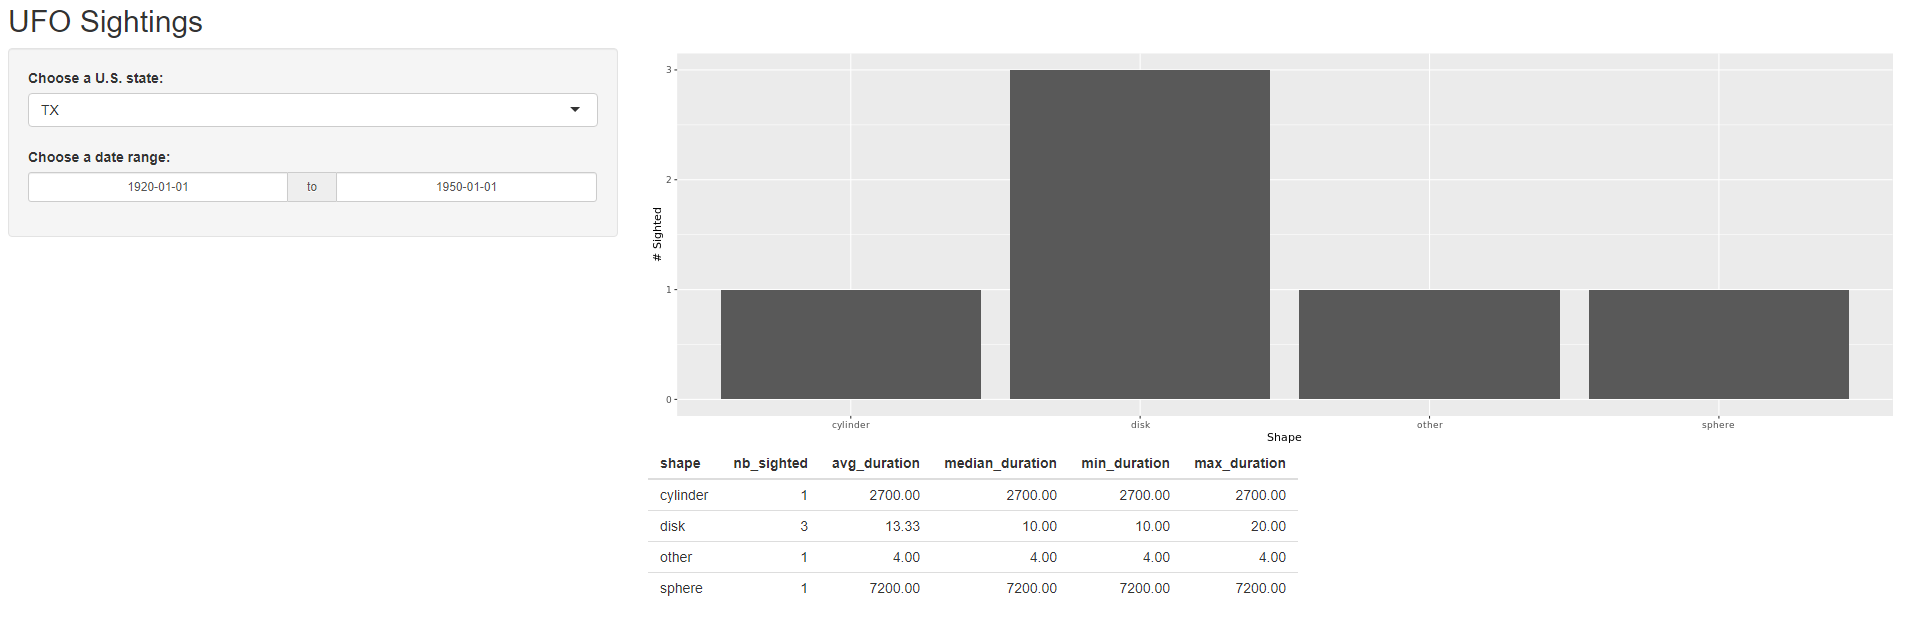 UFO Sightings
Choose a U.S. state:
TX
Choose a date range:
1920-01-01 to 1950-01-01
# Sighted
3
2
1
0
cylinder disk other sphere
Shape
shape nb_sighted avg_duration median_duration min_duration max_duration
cylinder 1 2700.00 2700.00 2700.00 2700.00
disk 3 13.33 10.00 10.00 20.00
other 1 4.00 4.00 4.00 4.00
sphere 1 7200.00 7200.00 7200.00 7200.00